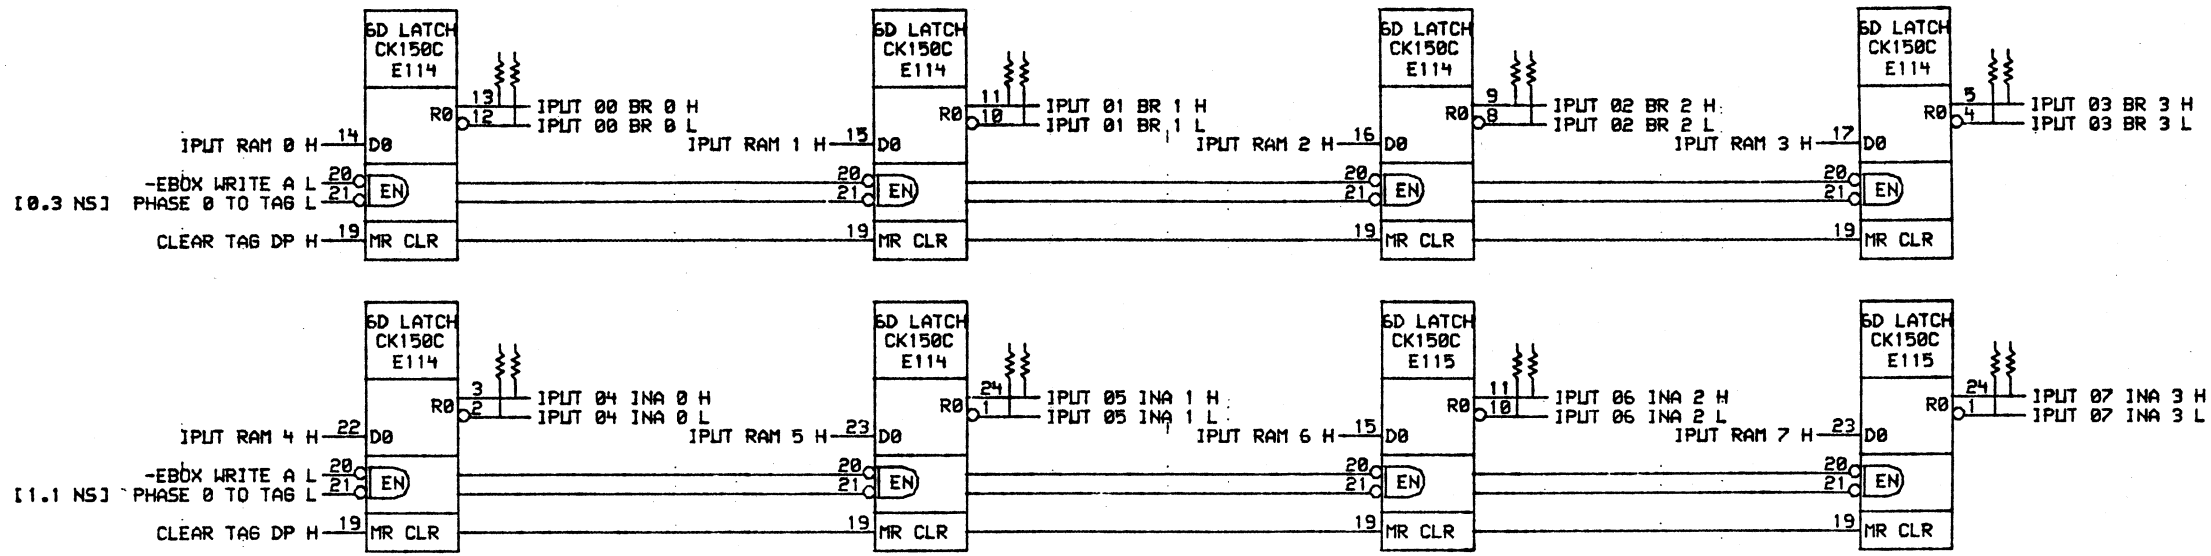 6D LATCH
CK150C
E114
13
R0
12
IPUT 00 BR 0 H
IPUT 00 BR 0 L
IPUT RAM 0 H
14
D0
-EBOX WRITE A L
20
[0.3 NS] PHASE 0 TO TAG L
21
EN
CLEAR TAG DP H
19
MR CLR
6D LATCH
CK150C
E114
11
R0
10
IPUT 01 BR 1 H
IPUT 01 BR 1 L
IPUT RAM 1 H
15
D0
20
21
EN
19
MR CLR
6D LATCH
CK150C
E114
9
R0
8
IPUT 02 BR 2 H
IPUT 02 BR 2 L
IPUT RAM 2 H
16
D0
20
21
EN
19
MR CLR
6D LATCH
CK150C
E114
5
R0
4
IPUT 03 BR 3 H
IPUT 03 BR 3 L
IPUT RAM 3 H
17
D0
20
21
EN
19
MR CLR
6D LATCH
CK150C
E114
3
R0
2
IPUT 04 INA 0 H
IPUT 04 INA 0 L
IPUT RAM 4 H
22
D0
-EBOX WRITE A L
20
[1.1 NS] PHASE 0 TO TAG L
21
EN
CLEAR TAG DP H
19
MR CLR
6D LATCH
CK150C
E114
24
R0
1
IPUT 05 INA 1 H
IPUT 05 INA 1 L
IPUT RAM 5 H
23
D0
20
21
EN
19
MR CLR
6D LATCH
CK150C
E115
11
R0
10
IPUT 06 INA 2 H
IPUT 06 INA 2 L
IPUT RAM 6 H
15
D0
20
21
EN
19
MR CLR
6D LATCH
CK150C
E115
24
R0
1
IPUT 07 INA 3 H
IPUT 07 INA 3 L
IPUT RAM 7 H
23
D0
20
21
EN
19
MR CLR